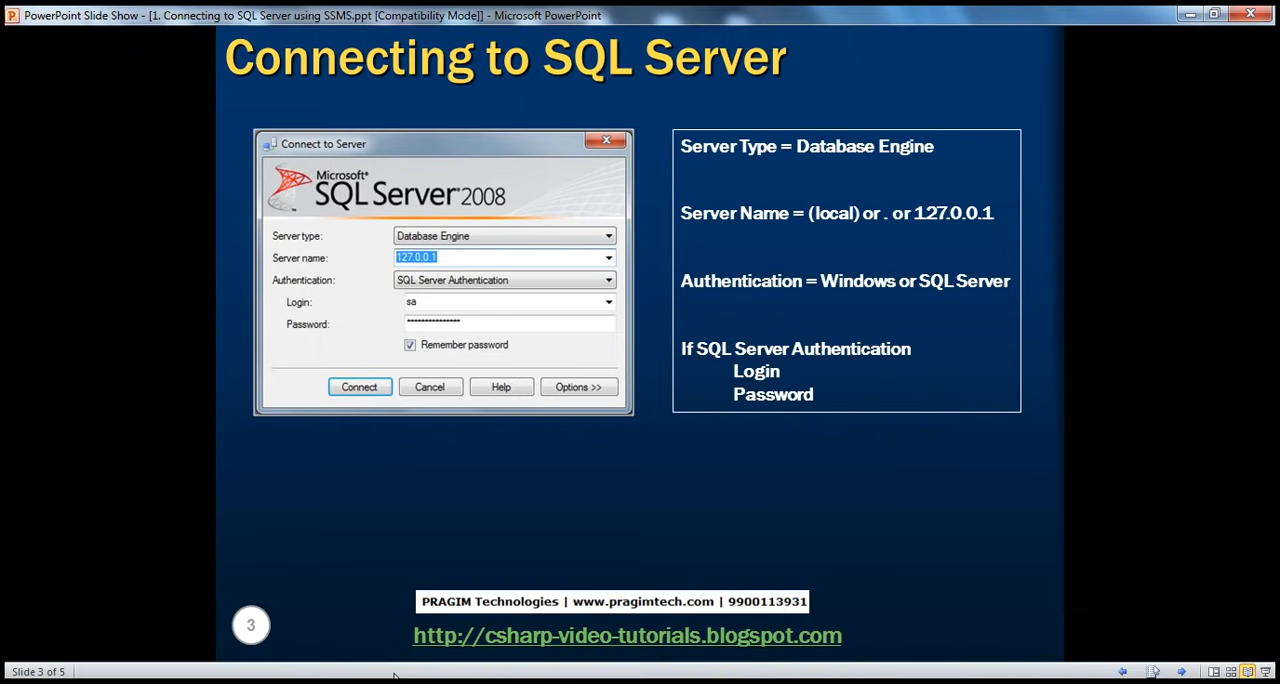 PowerPoint Slide Show - [1. Connecting to SQL Server using SSMS.ppt [Compatibility Mode]] - Microsoft PowerPoint
Connecting to SQL Server
Connect to Server
Microsoft®
SQL Server® 2008
Server type:
Database Engine
Server name:
127.0.0.1
Authentication:
SQL Server Authentication
Login:
sa
Password:
***************
Remember password
Connect
Cancel
Help
Options >>
Server Type = Database Engine
Server Name = (local) or . or 127.0.0.1
Authentication = Windows or SQL Server
If SQL Server Authentication
Login
Password
PRAGIM Technologies | www.pragimtech.com | 9900113931
3
http://csharp-video-tutorials.blogspot.com
Slide 3 of 5